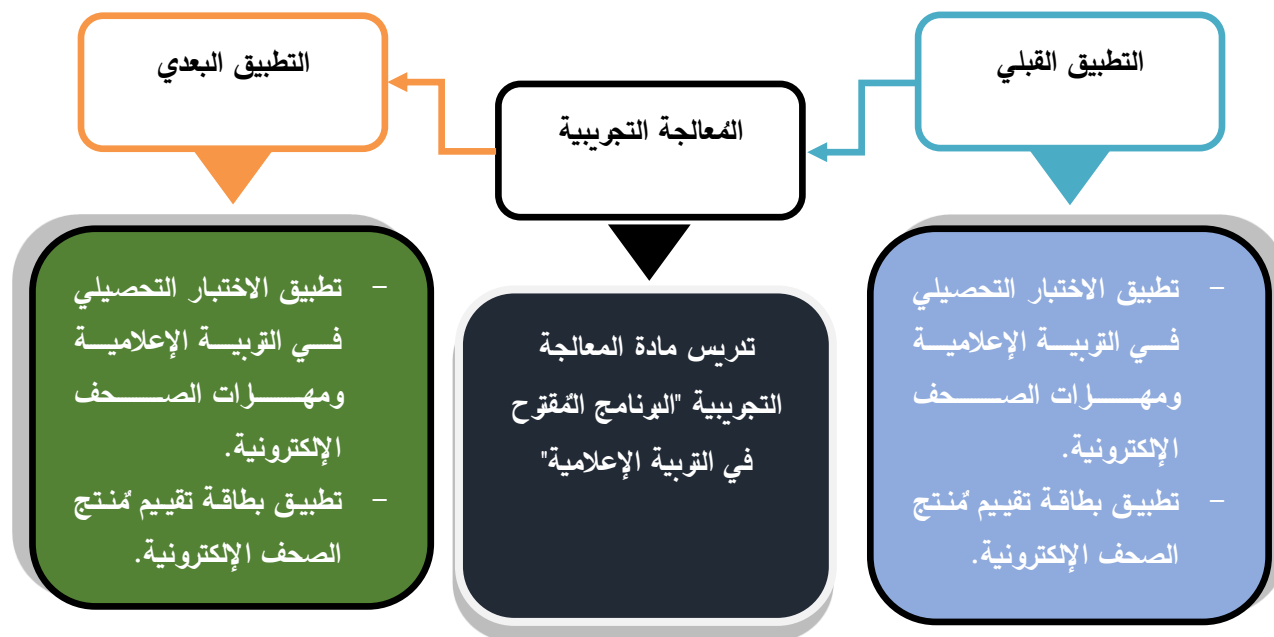 التطبيق القبلي
المُعالجة التجريبية
التطبيق البعدي
- تطبيق الاختبار التحصيلي
في التربية الإعلامية
ومهارات الصحف
الإلكترونية.
- تطبيق بطاقة تقييم مُنتج
الصحف الإلكترونية.
تدريس مادة المعالجة
التجريبية "البرنامج المُقترح
في التربية الإعلامية"
- تطبيق الاختبار التحصيلي
في التربية الإعلامية
ومهارات الصحف
الإلكترونية.
- تطبيق بطاقة تقييم مُنتج
الصحف الإلكترونية.